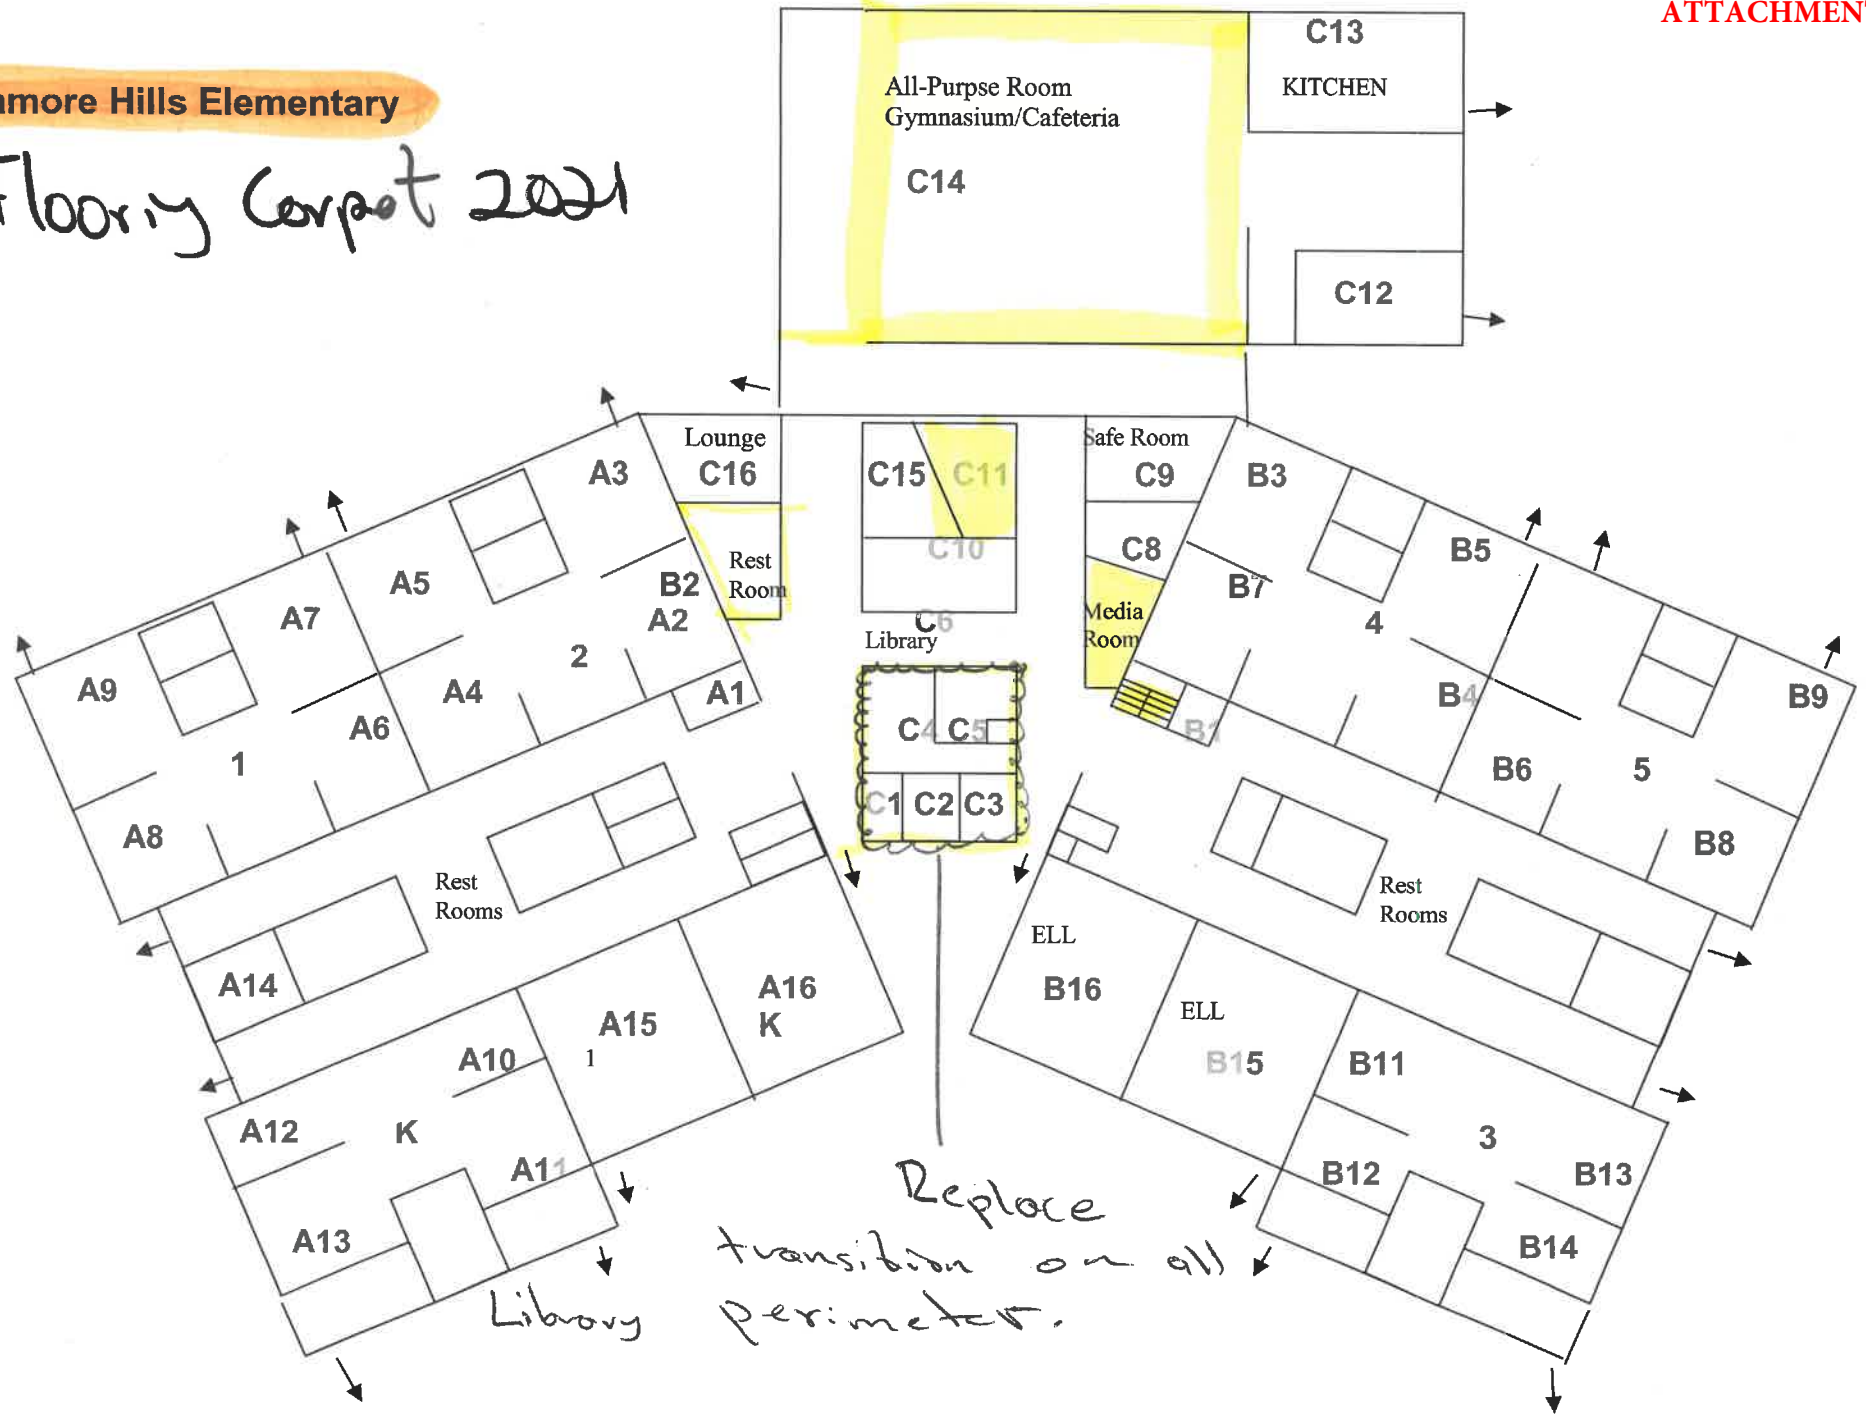 ATTACHMENT
amore Hills Elementary
Flooriy Carpet 2021
C13
KITCHEN
All-Purpse Room
Gymnasium/Cafeteria
C14
C12
Lounge
C16
C15
C11
Safe Room
C9
A3
B3
Rest
Room
C10
C8
B5
A5
B2
B7
A7
A2
C6
Library
Media
Room
4
2
A9
A4
A1
B4
B9
A6
C4
C5
B1
1
B6
5
C1
C2
C3
A8
B8
Rest
Rooms
Rest
Rooms
ELL
A14
A16
K
B16
ELL
A15
1
A10
B15
B11
A12
K
3
A11
B12
B13
A13
B14
Replace
transition on all
Library perimeter.